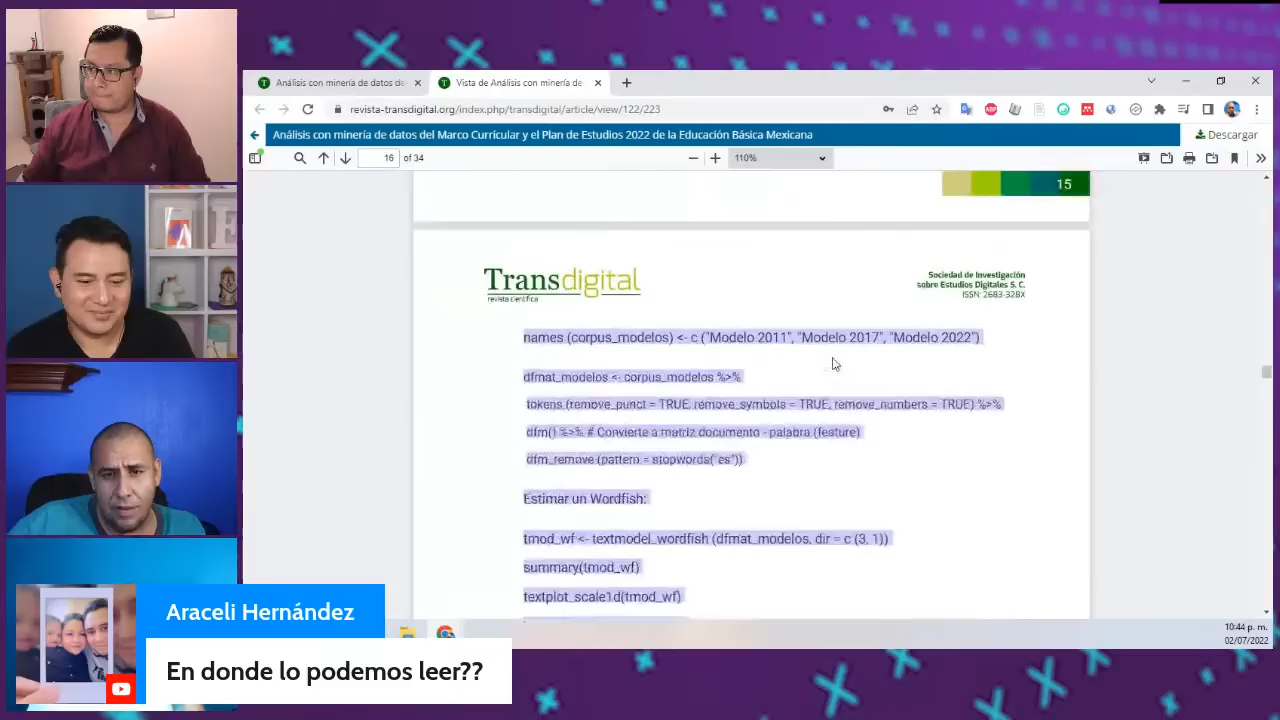 Análisis con minería de datos de
Vista de Análisis con minería de
revista-transdigital.org/index.php/transdigital/article/view/122/223
Análisis con minería de datos del Marco Curricular y el Plan de Estudios 2022 de la Educación Básica Mexicana
Descargar
16 of 34
110%
15
Transdigital
revista científica
Sociedad de Investigación
sobre Estudios Digitales S. C.
ISSN: 2683-328X
names (corpus_modelos) <- c ("Modelo 2011", "Modelo 2017", "Modelo 2022")
dfmat_modelos <- corpus_modelos %>%
tokens (remove_punct = TRUE, remove_symbols = TRUE, remove_numbers = TRUE) %>%
dfm() %>% # Convierte a matriz documento - palabra (feature)
dfm_remove (pattern = stopwords("es"))
Estimar un Wordfish:
tmod_wf <- textmodel_wordfish (dfmat_modelos, dir = c (3, 1))
summary(tmod_wf)
textplot_scale1d(tmod_wf)
10:44 p. m.
02/07/2022
Araceli Hernández
En donde lo podemos leer??